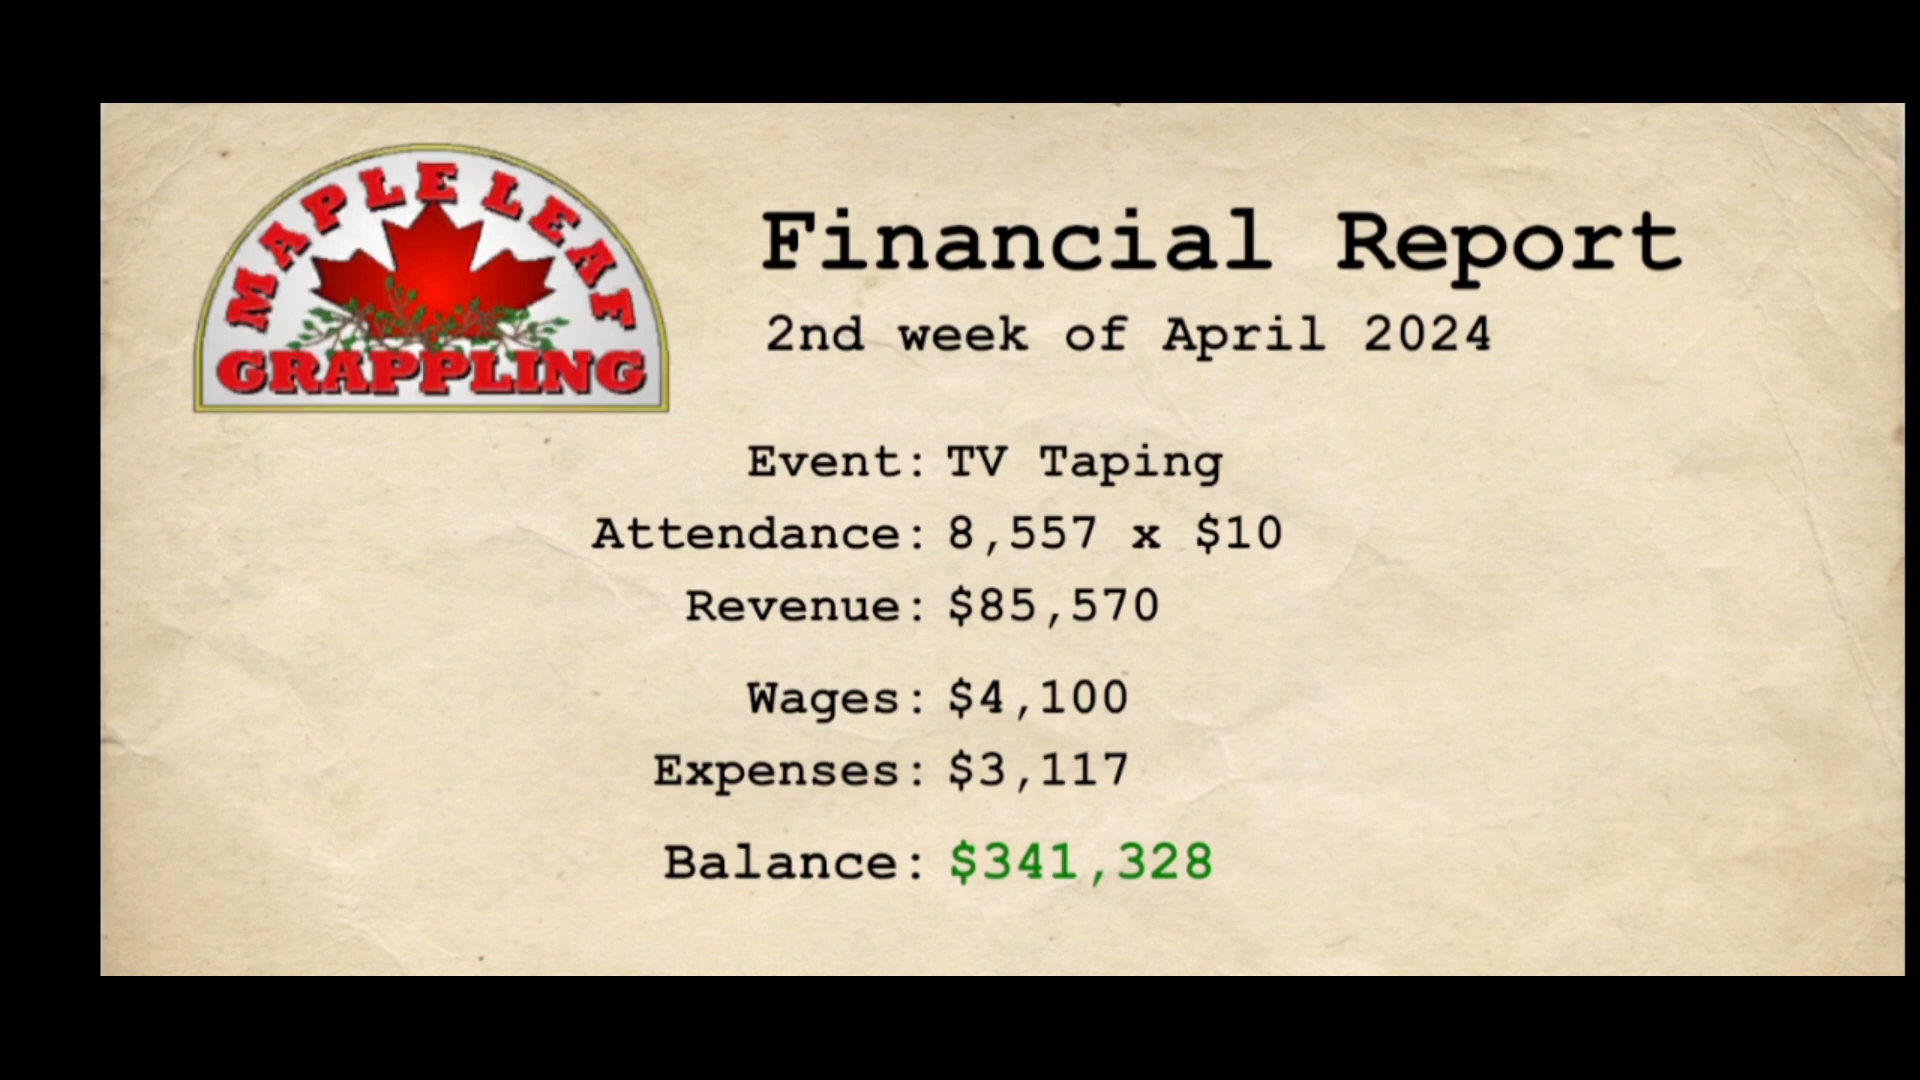 MAPLE LEAF
GRAPPLING
Financial Report
2nd week of April 2024
Event: TV Taping
Attendance: 8,557 x $10
Revenue: $85,570
Wages: $4,100
Expenses: $3,117
Balance: $341,328